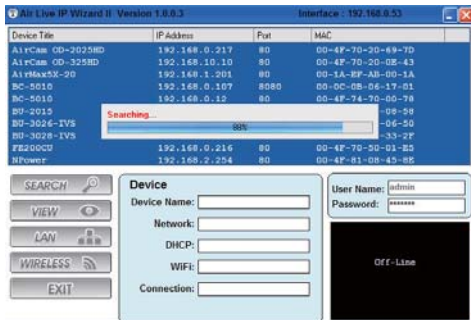 Air Live IP Wizard II Version 1.0.0.3 Interface : 192.168.0.53
Device Title IP Address Port MAC
AirCam OD-2025HD 192.168.0.217 80 00-4F-70-20-69-7D
AirCam OD-325HD 192.168.10.10 80 00-4F-70-20-0E-43
AirMax5X-20 192.168.1.201 80 00-1A-EF-AB-00-1A
BC-5010 192.168.0.107 8080 00-0C-0B-06-17-01
BC-5010 192.168.0.12 80 00-4F-74-70-00-78
BU-2015 -08-58
Searching...
88%
BU-3026-IVS -06-50
BU-3028-IVS -33-2F
FE200CU 192.168.0.216 80 00-4F-70-50-01-E5
NPower 192.168.2.254 80 00-4F-81-08-45-8E
SEARCH
VIEW
LAN
WIRELESS
EXIT
Device
Device Name:
Network:
DHCP:
WiFi:
Connection:
User Name: admin
Password: *******
Off-Line